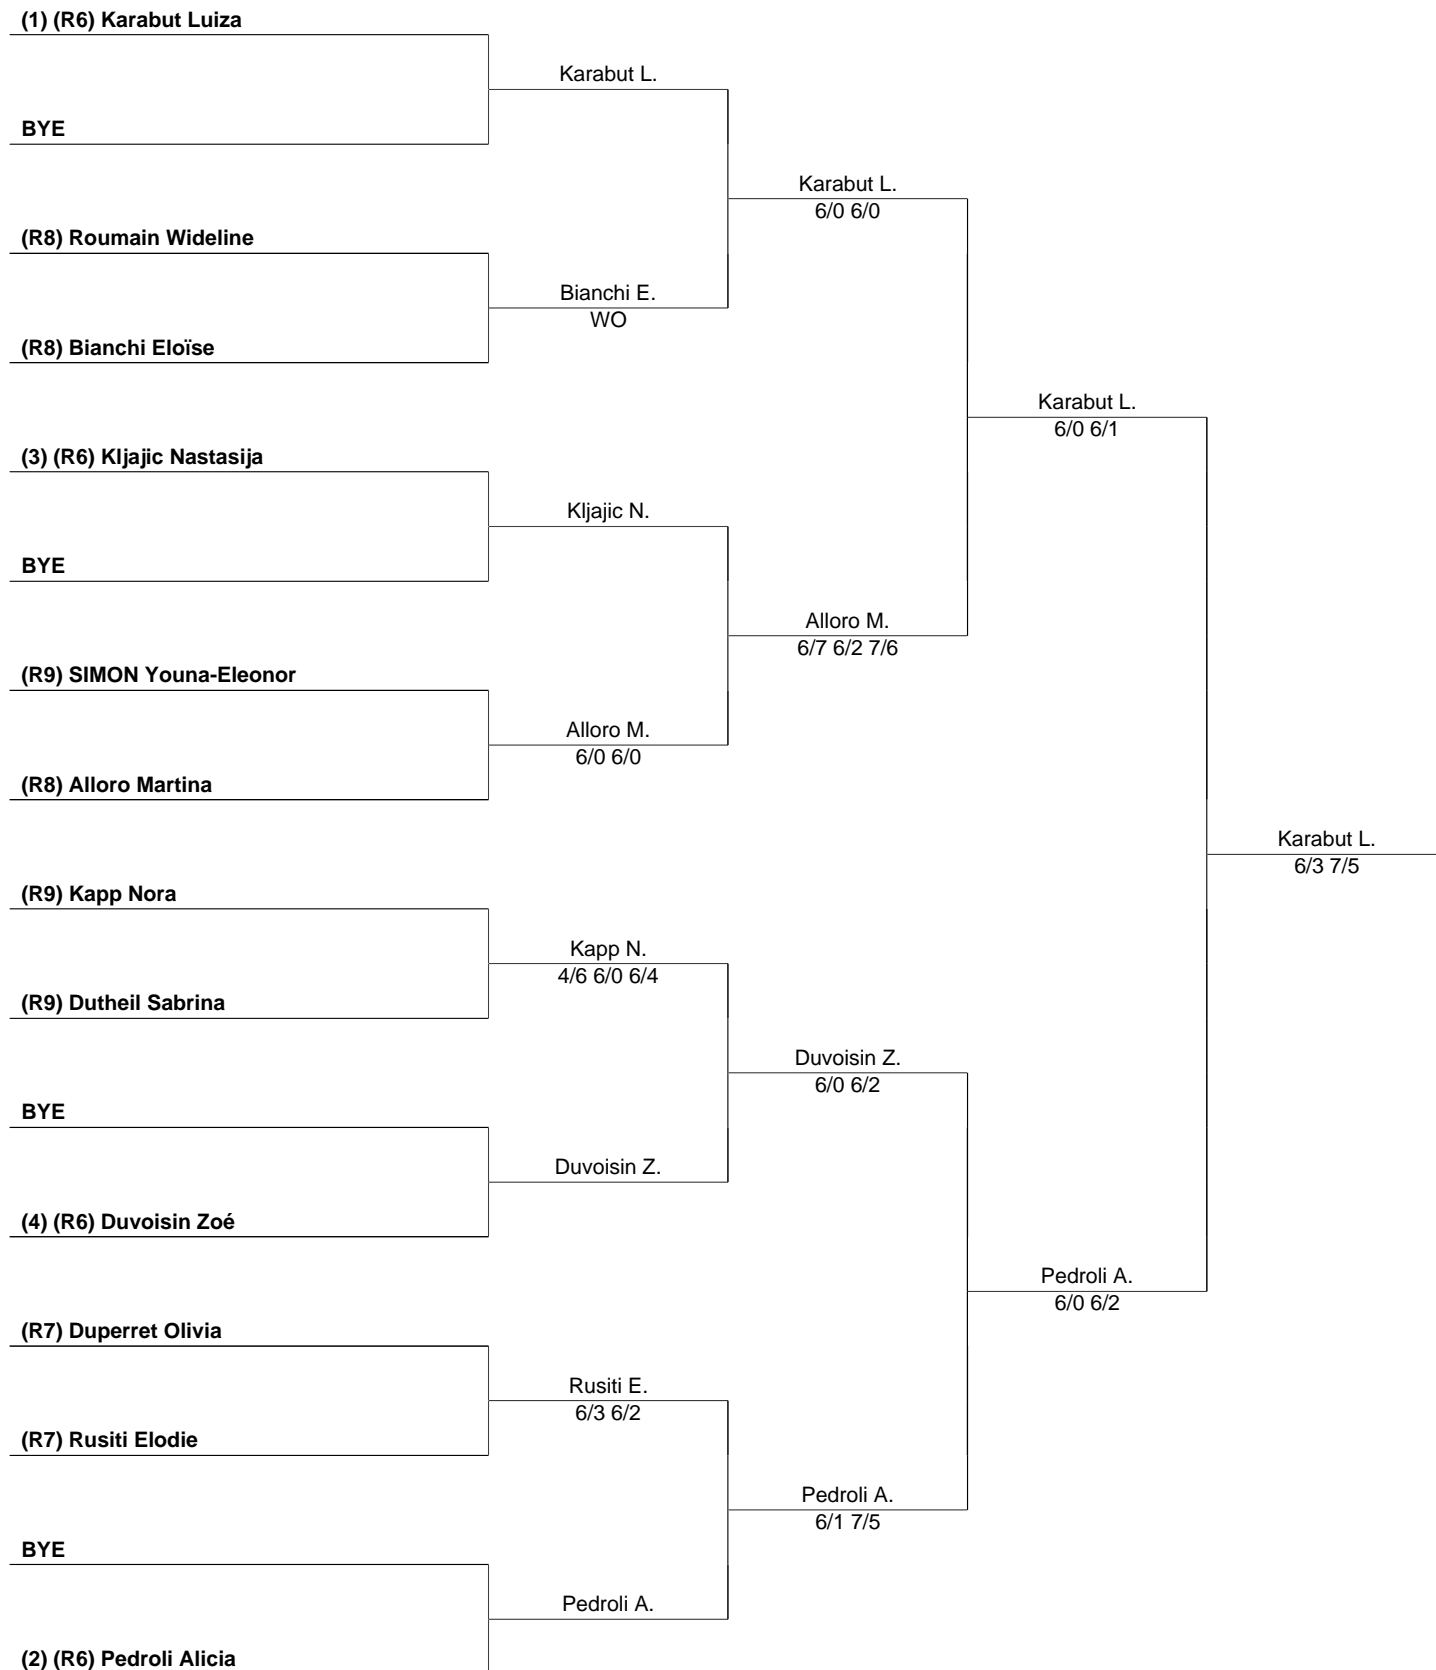 (1) (R6) Karabut Luiza
Karabut L.
BYE
Karabut L.
6/0 6/0
(R8) Roumain Wideline
Bianchi E.
WO
(R8) Bianchi Eloïse
Karabut L.
6/0 6/1
(3) (R6) Kljajic Nastasija
Kljajic N.
BYE
Alloro M.
6/7 6/2 7/6
(R9) SIMON Youna-Eleonor
Alloro M.
6/0 6/0
(R8) Alloro Martina
Karabut L.
6/3 7/5
(R9) Kapp Nora
Kapp N.
4/6 6/0 6/4
(R9) Dutheil Sabrina
Duvoisin Z.
6/0 6/2
BYE
Duvoisin Z.
(4) (R6) Duvoisin Zoé
Pedroli A.
6/0 6/2
(R7) Duperret Olivia
Rusiti E.
6/3 6/2
(R7) Rusiti Elodie
Pedroli A.
6/1 7/5
BYE
Pedroli A.
(2) (R6) Pedroli Alicia